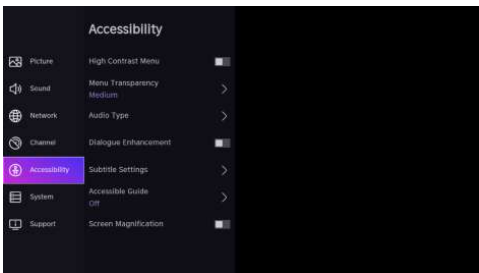 Accessibility
Picture
Sound
Network
Channel
Accessibility
System
Support
High Contrast Menu
Menu Transparency
Medium
Audio Type
Dialogue Enhancement
Subtitle Settings
Accessible Guide
Off
Screen Magnification